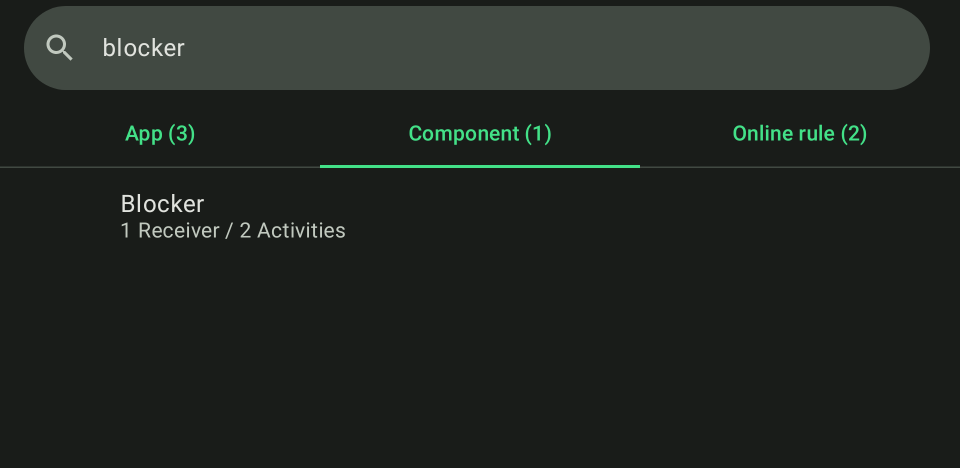 blocker
App (3)
Component (1)
Online rule (2)
Blocker
1 Receiver / 2 Activities